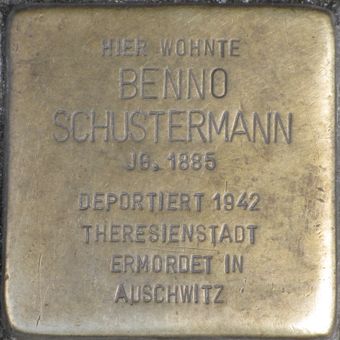 HIER WOHNTE
BENNO
SCHUSTERMANN
JG. 1885
DEPORTIERT 1942
THERESIENSTADT
ERMORDET IN
AUSCHWITZ